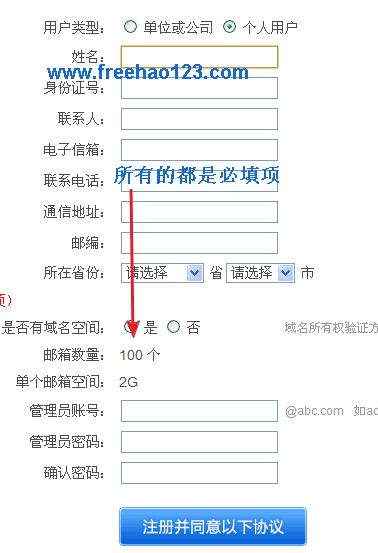 用户类型： 单位或公司 个人用户
姓名：
www.freehao123.com
身份证号：
联系人：
电子信箱：
联系电话： 所有的都是必填项
通信地址：
邮编：
所在省份： 请选择 省 请选择 市
项）
是否有域名空间： 是 否 域名所有权验证方
邮箱数量： 100 个
单个邮箱空间： 2G
管理员账号： @abc.com 如ac
管理员密码：
确认密码：
注册并同意以下协议